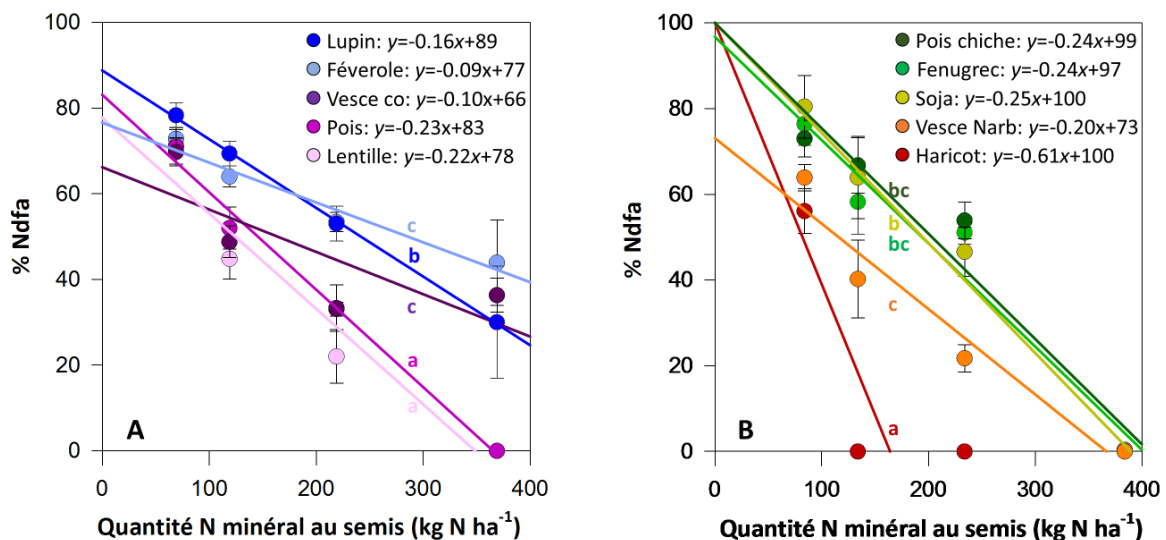 100
80
60
40
20
0
% Ndfa
Lupin: y=-0.16x+89
Féverole: y=-0.09x+77
Vesce co: y=-0.10x+66
Pois: y=-0.23x+83
Lentille: y=-0.22x+78
c
b
c
a
a
A
0 100 200 300 400
Quantité N minéral au semis (kg N ha⁻¹)
100
80
60
40
20
0
% Ndfa
Pois chiche: y=-0.24x+99
Fenugrec: y=-0.24x+97
Soja: y=-0.25x+100
Vesce Narb: y=-0.20x+73
Haricot: y=-0.61x+100
bc
b
bc
c
a
B
0 100 200 300 400
Quantité N minéral au semis (kg N ha⁻¹)